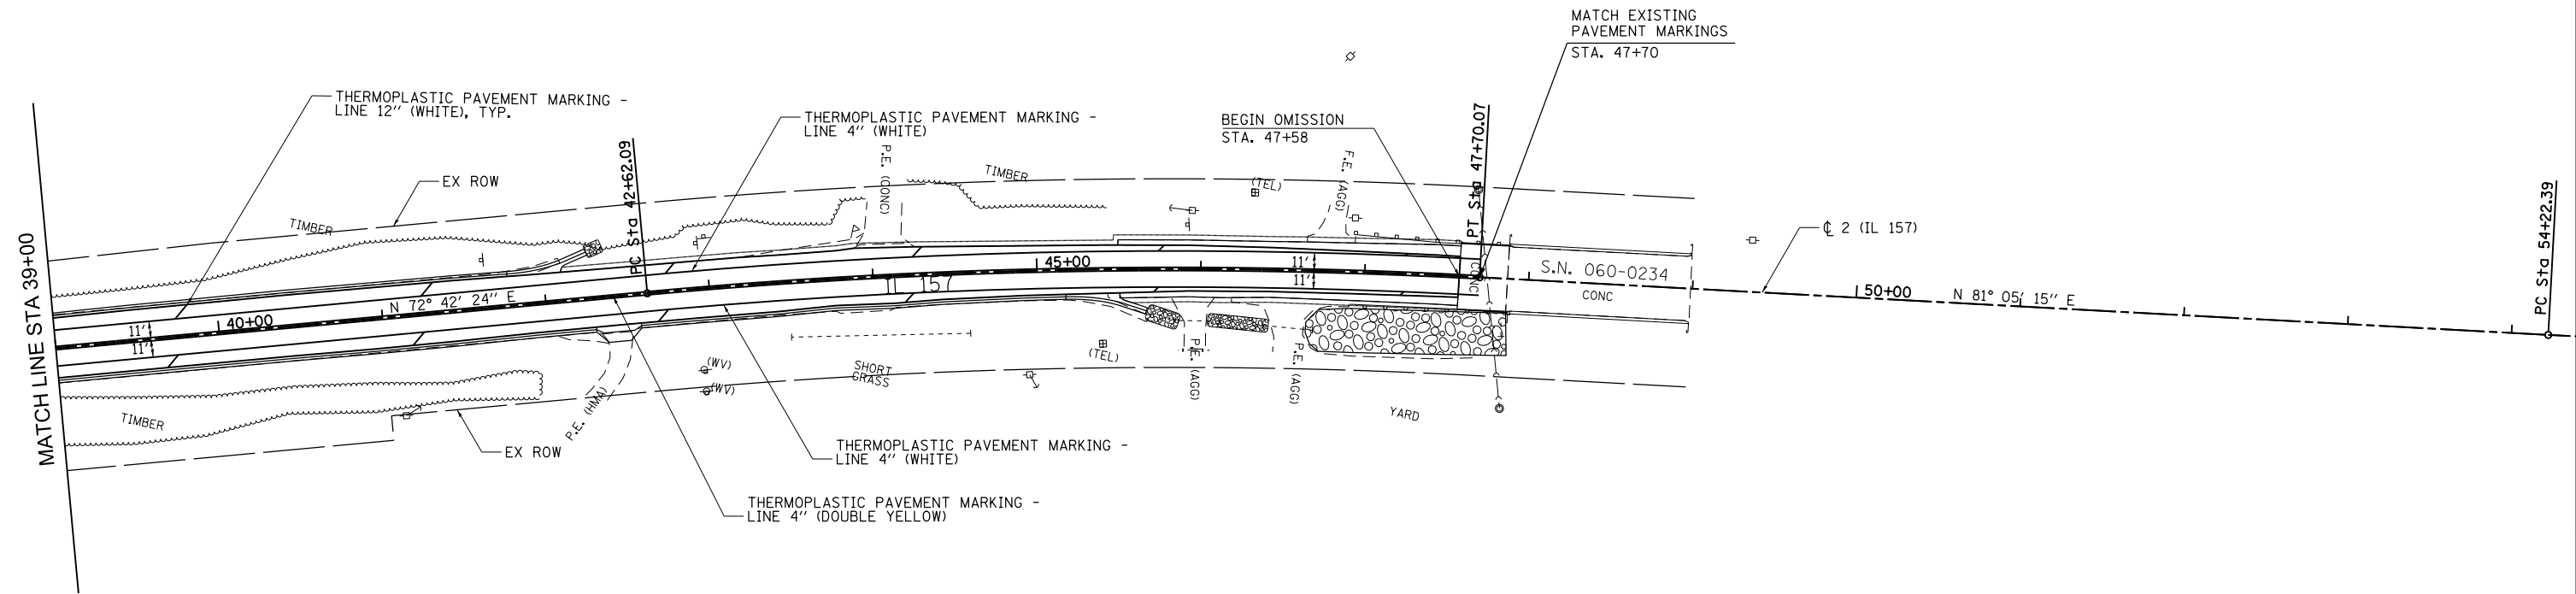 MATCH EXISTING
PAVEMENT MARKINGS
STA. 47+70
THERMOPLASTIC PAVEMENT MARKING -
LINE 12" (WHITE), TYP.
THERMOPLASTIC PAVEMENT MARKING -
LINE 4" (WHITE)
BEGIN OMISSION
STA. 47+58
PC Sta 42+62.09
PT Sta 47+70.07
PC Sta 54+22.39
EX ROW
P.E. (CONC)
TIMBER
(TEL)
F.E. (AGG)
TIMBER
℄ 2 (IL 157)
MATCH LINE STA 39+00
45+00
11'
11'
CONC
S.N. 060-0234
CONC
IL 157
50+00
N 81° 05' 15" E
N 72° 42' 24" E
40+00
11'
11'
(WV)
(WV)
SHORT
GRASS
(TEL)
P.E. (AGG)
P.E. (AGG)
YARD
TIMBER
P.E. (HMA)
EX ROW
THERMOPLASTIC PAVEMENT MARKING -
LINE 4" (WHITE)
THERMOPLASTIC PAVEMENT MARKING -
LINE 4" (DOUBLE YELLOW)